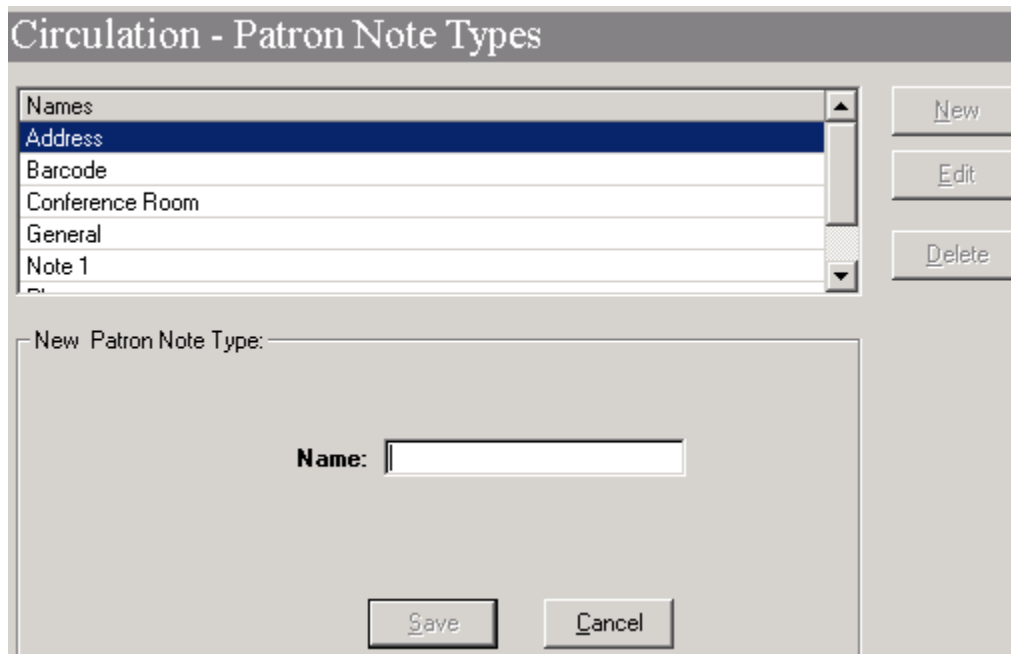 Circulation - Patron Note Types
Names
New
Address
Barcode
Edit
Conference Room
General
Delete
Note 1
New Patron Note Type:
Name:
Save Cancel